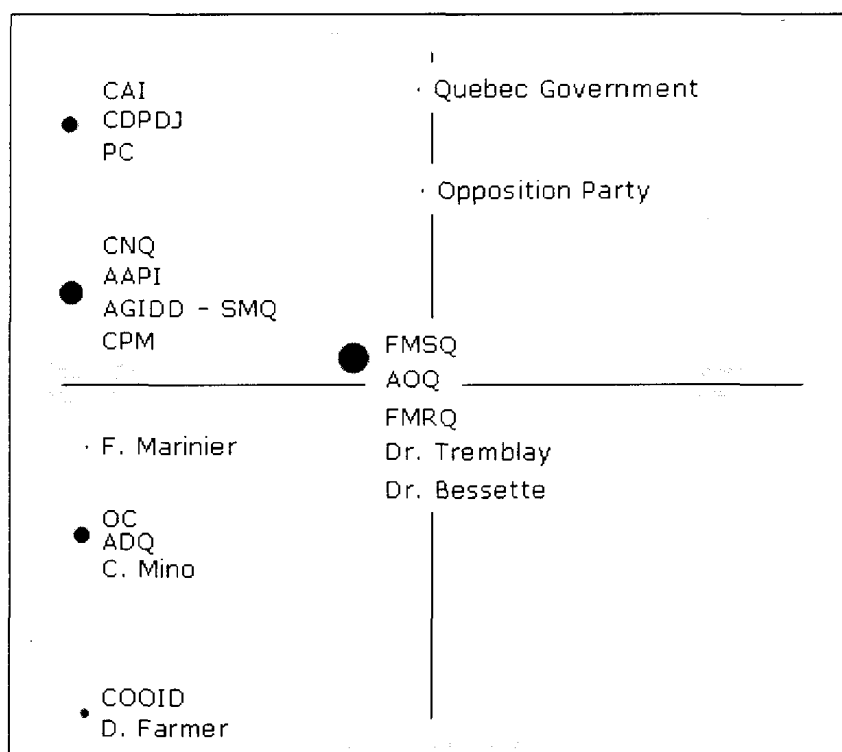 CAI
CDPDJ
PC
Quebec Government
Opposition Party
CNQ
AAPI
AGIDD - SMQ
CPM
FMSQ
AOQ
FMRQ
Dr. Tremblay
Dr. Bessette
F. Marinier
OC
ADQ
C. Mino
COOID
D. Farmer